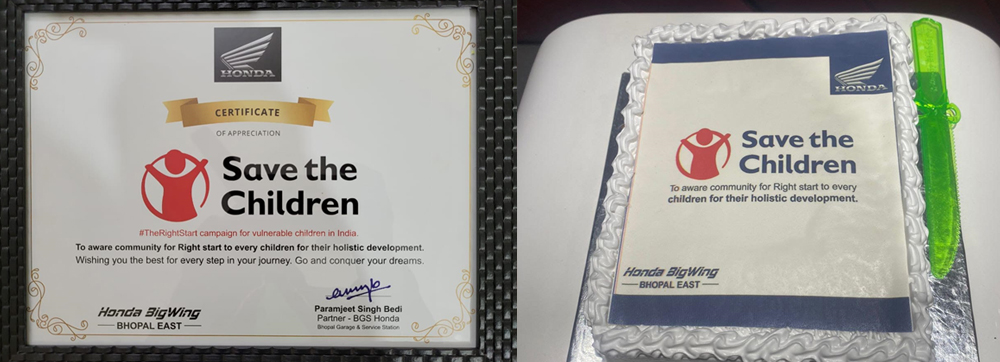 HONDA
CERTIFICATE
OF APPRECIATION
Save the
Children
#TheRightStart campaign for vulnerable children in India.
To aware community for Right start to every children for their holistic development.
Wishing you the best for every step in your journey. Go and conquer your dreams.
Paramjeet Singh Bedi
Partner - BGS Honda
Bhopal Garage & Service Station
Honda BigWing
BHOPAL EAST
HONDA
Save the
Children
To aware community for Right start to every
children for their holistic development.
Honda BigWing
BHOPAL EAST